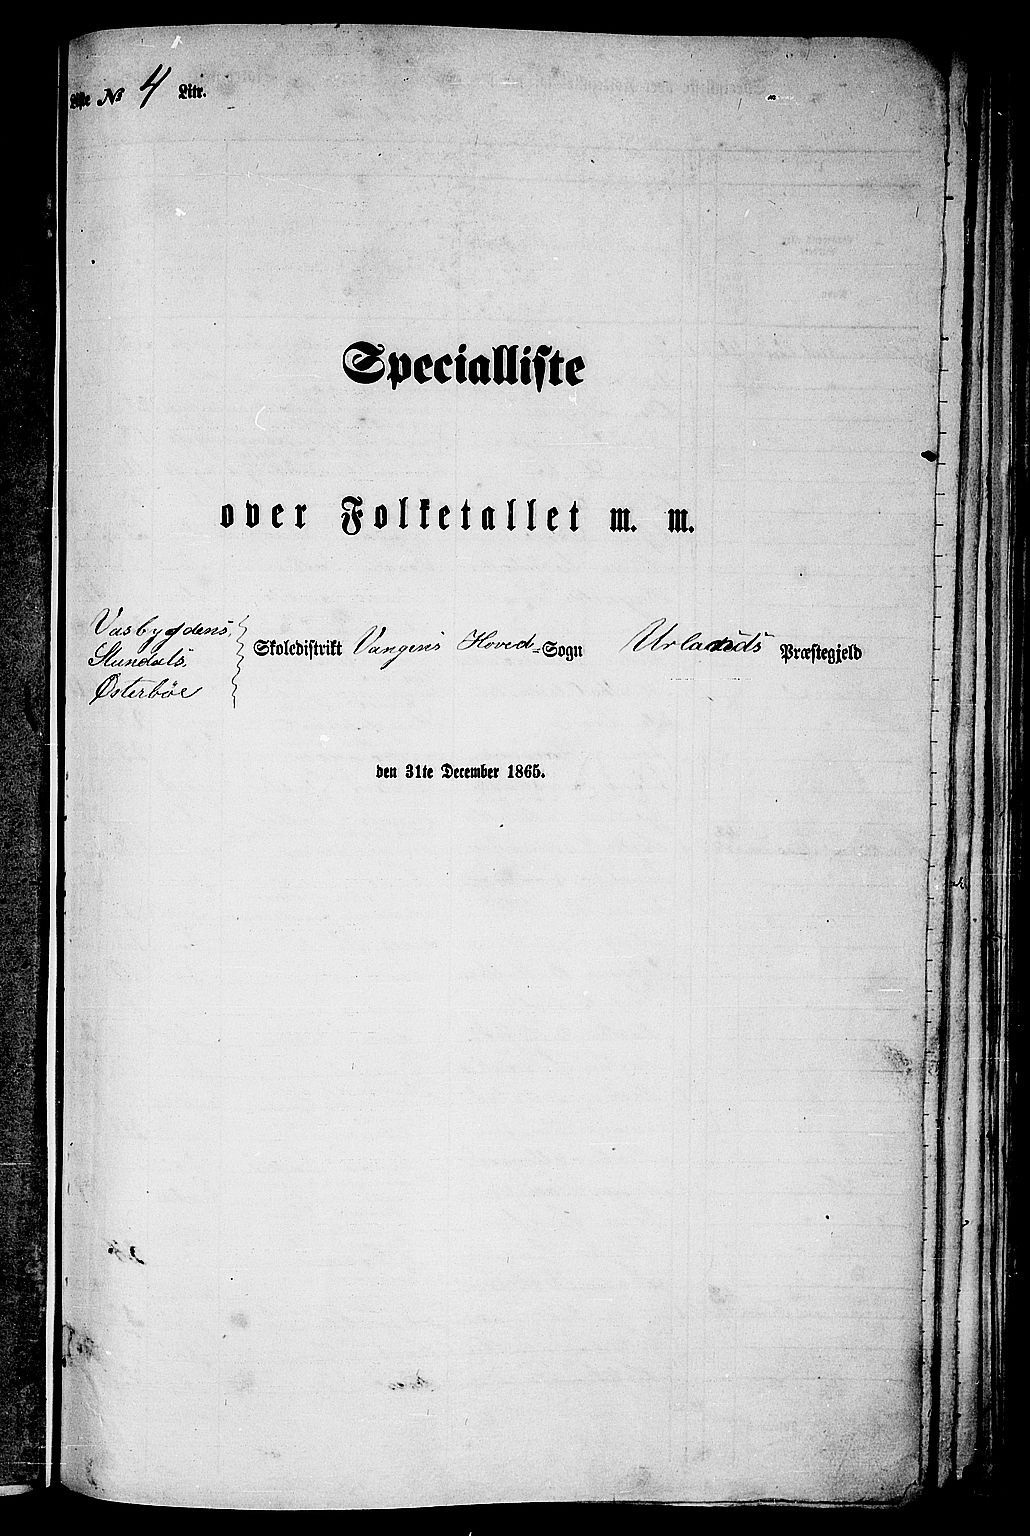 Liste № 4 Litr.
Specialliste
over Folketallet m. m.
Vasbygdens,
Stundals,
Østerbøe
Skoledistrikt Vangens Hoved-Sogn Urlands Præstegjeld
den 31te December 1865.